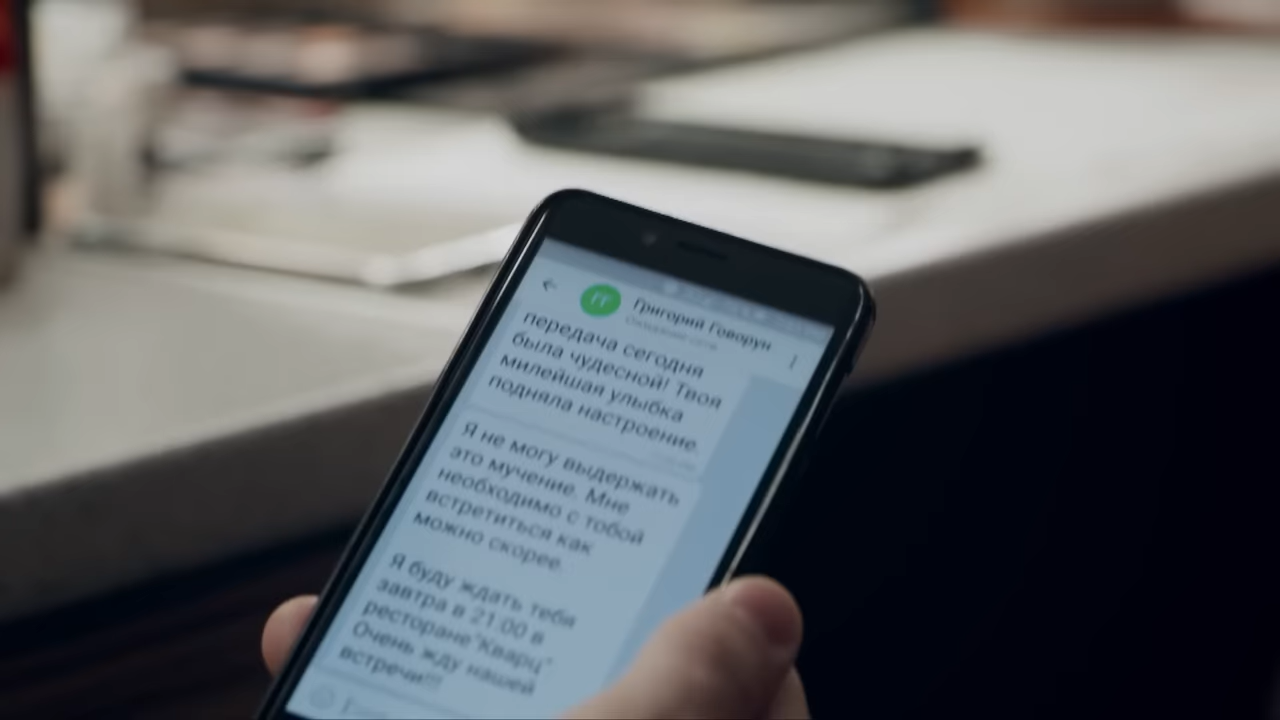 ГГ
Григорий Говорун
передача сегодня
была чудесной! Твоя
милейшая улыбка
подняла настроение.
Я не могу выдержать
это мучение. Мне
необходимо с тобой
встретиться как
можно скорее.
Я буду ждать тебя
завтра в 21:00 в
ресторане "Кварц"
Очень жду нашей
встречи!!!